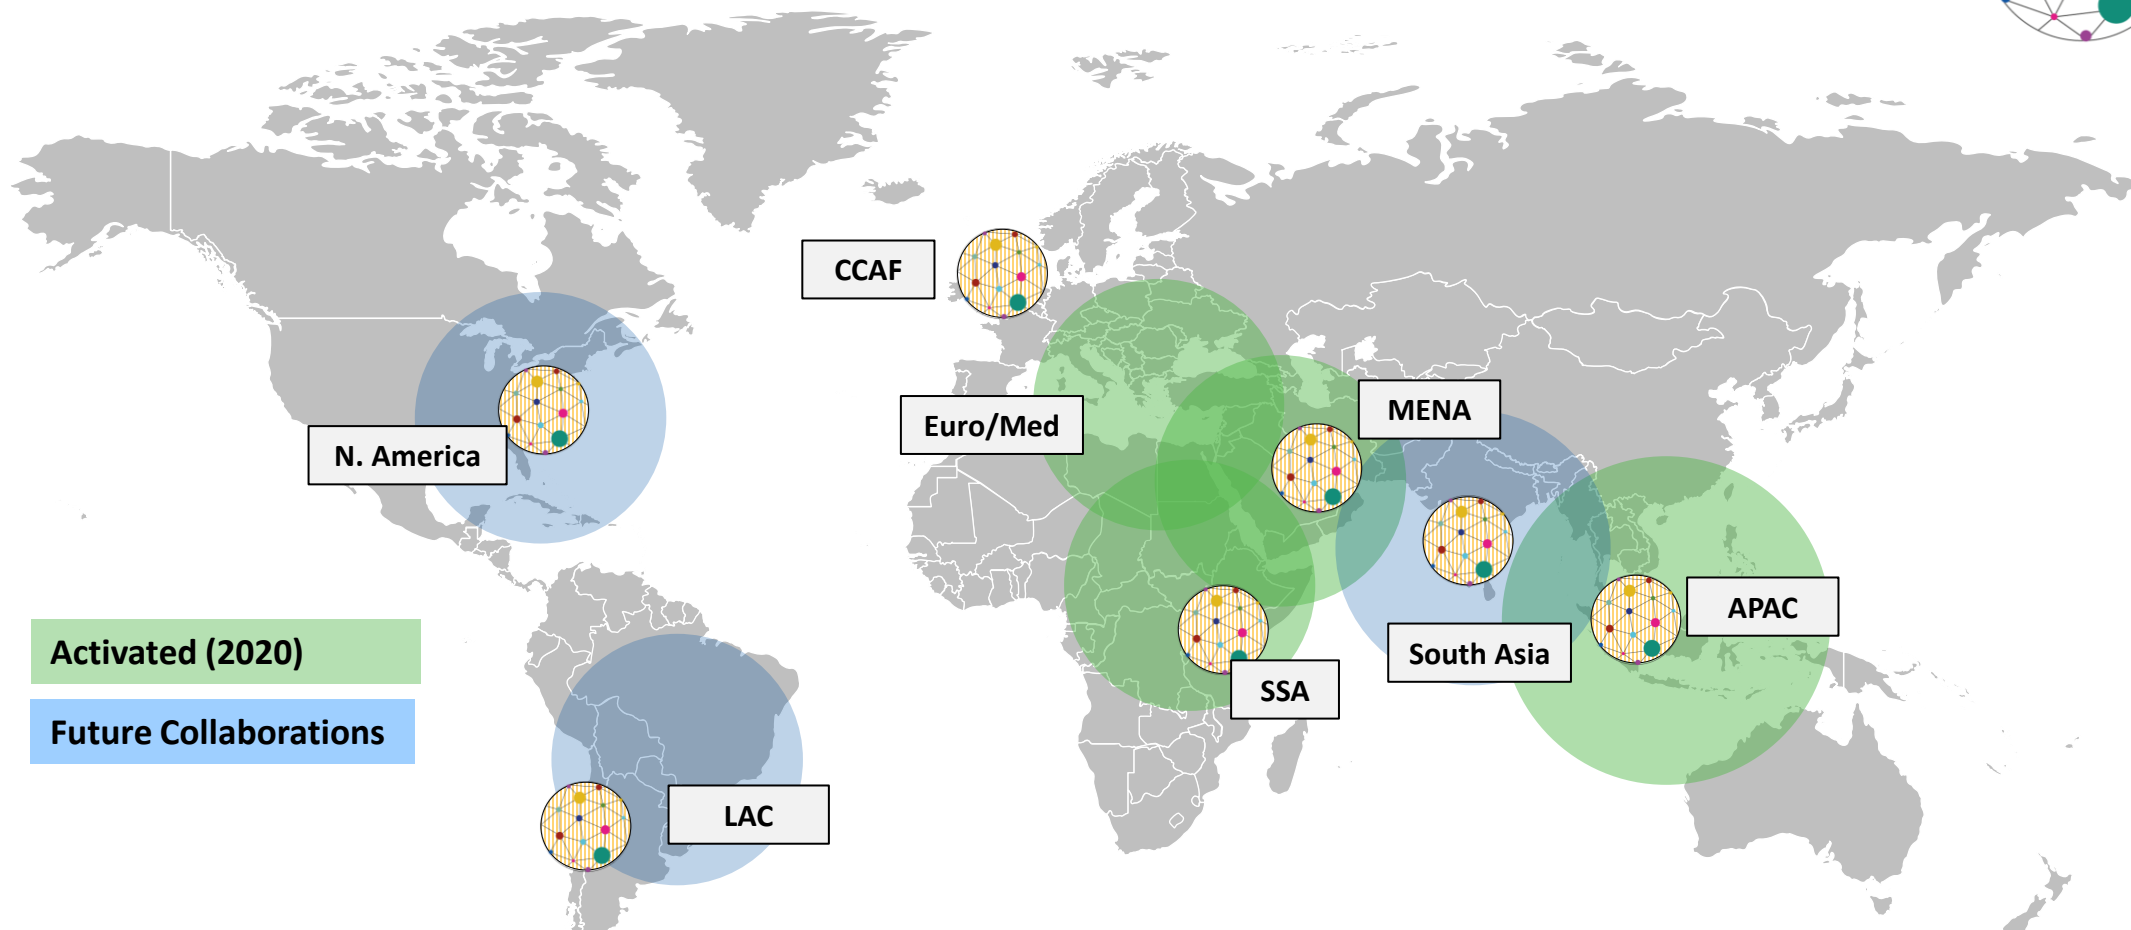 CCAF
MENA
Euro/Med
N. America
APAC
Activated (2020)
South Asia
SSA
Future Collaborations
LAC